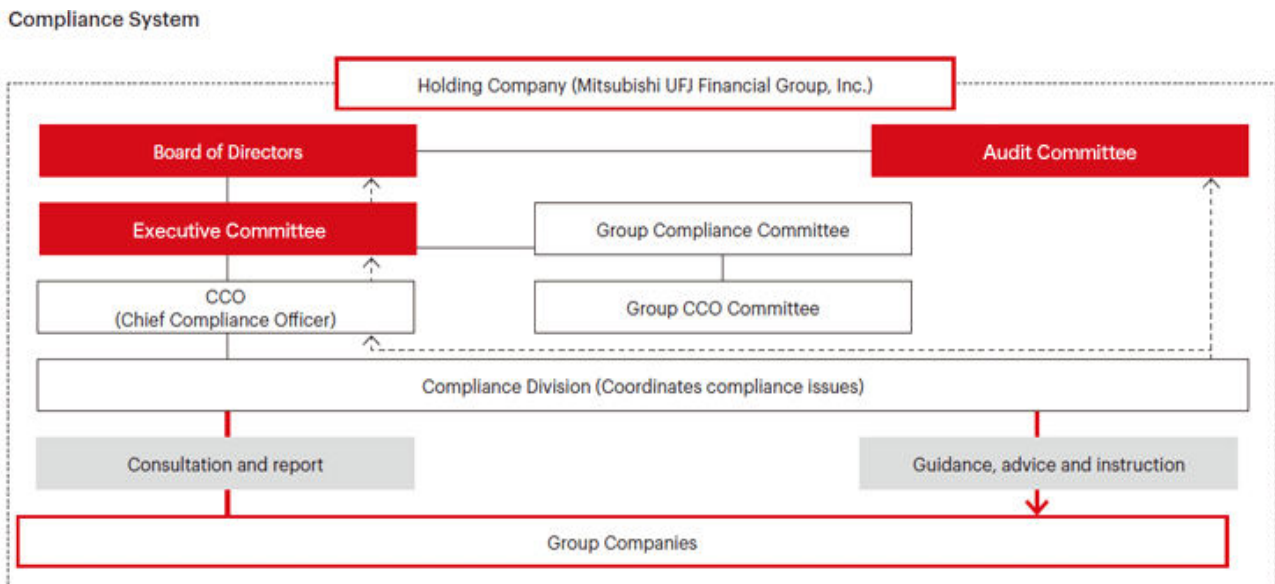 Compliance System
Holding Company (Mitsubishi UFJ Financial Group, Inc.)
Board of Directors
Audit Committee
Executive Committee
Group Compliance Committee
CCO
(Chief Compliance Officer)
Group CCO Committee
Compliance Division (Coordinates compliance issues)
Consultation and report
Guidance, advice and instruction
Group Companies